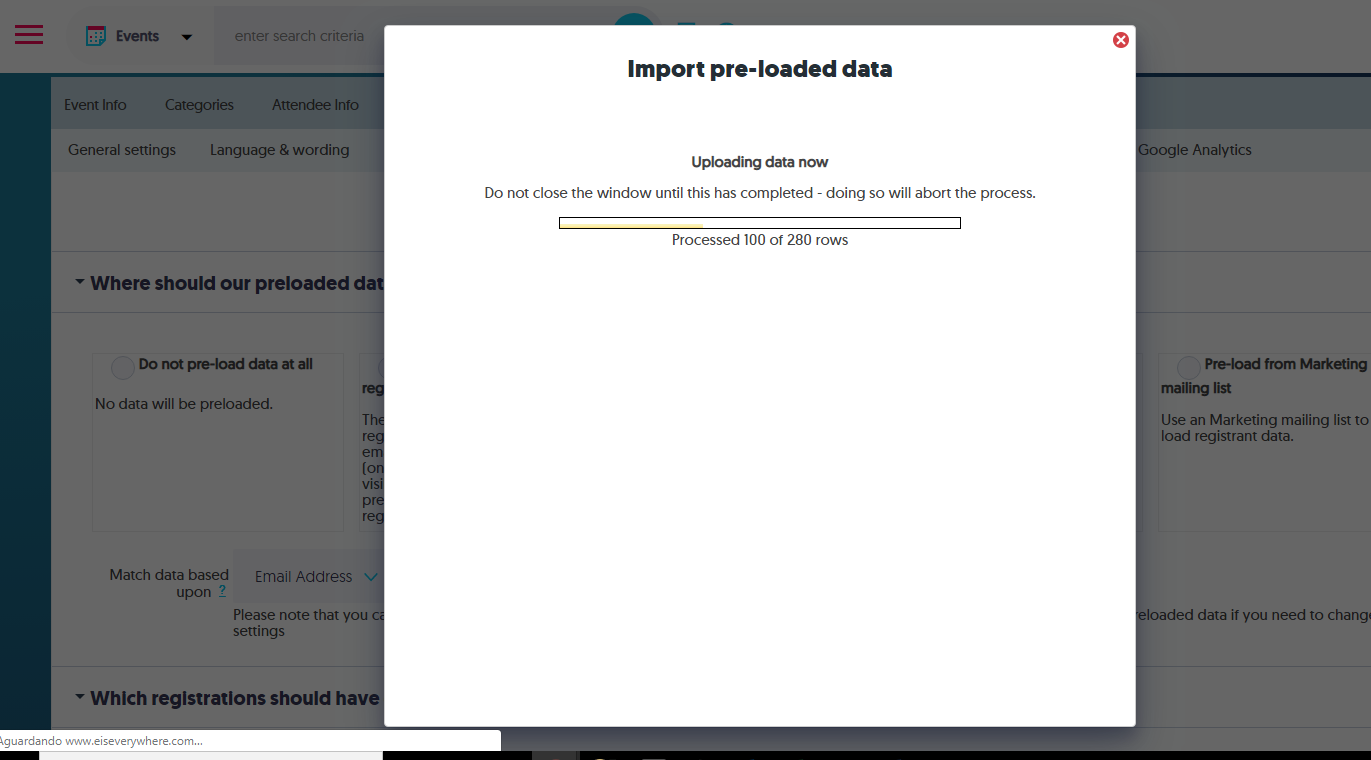 Events
enter search criteria
Import pre-loaded data
Event Info
Categories
Attendee Info
General settings
Language & wording
Google Analytics
Uploading data now
Do not close the window until this has completed - doing so will abort the process.
Processed 100 of 280 rows
Where should our preloaded dat
Do not pre-load data at all
No data will be preloaded.
reg
The
reg
em
(on
visi
pre
reg
Pre-load from Marketing
mailing list
Use an Marketing mailing list to
load registrant data.
Match data based
upon ?
Email Address
Please note that you ca
settings
reloaded data if you need to change
Which registrations should have
Aguardando www.eiseverywhere.com...